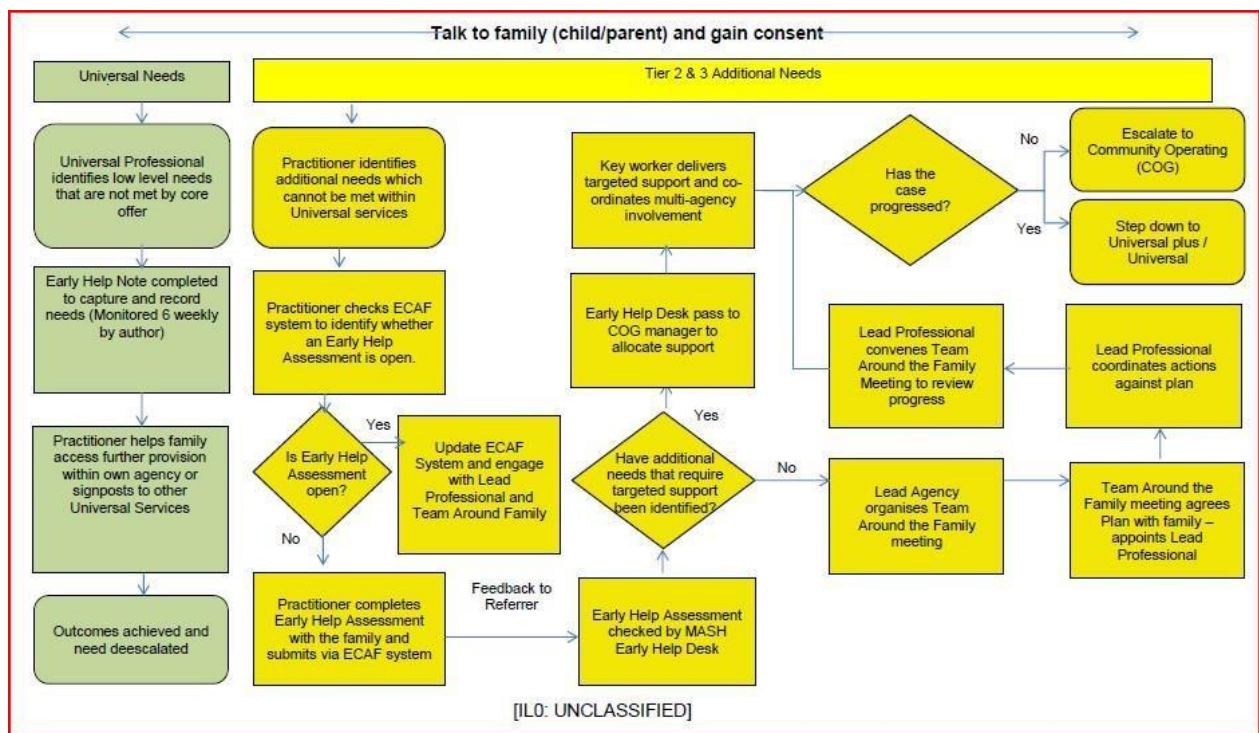 Talk to family (child/parent) and gain consent
Universal Needs
Tier 2 & 3 Additional Needs
Universal Professional
identifies low level needs
that are not met by core
offer
Early Help Note completed
to capture and record
needs (Monitored 6 weekly
by author)
Practitioner helps family
access further provision
within own agency or
signposts to other
Universal Services
Outcomes achieved and
need deescalated
Practitioner identifies
additional needs which
cannot be met within
Universal services
Practitioner checks ECAF
system to identify whether
an Early Help
Assessment is open.
Is Early Help
Assessment
open?
Yes
Update ECAF
System and engage
with Lead
Professional and
Team Around Family
No
Practitioner completes
Early Help Assessment
with the family and
submits via ECAF system
Feedback to
Referrer
Early Help Assessment
checked by MASH
Early Help Desk
Have additional
needs that require
targeted support
been identified?
Yes
Early Help Desk pass to
COG manager to
allocate support
Key worker delivers
targeted support and co-
ordinates multi-agency
involvement
No
Lead Agency
organises Team
Around the Family
meeting
Team Around the
Family meeting agrees
Plan with family –
appoints Lead
Professional
Lead Professional
coordinates actions
against plan
Lead Professional
convenes Team
Around the Family
Meeting to review
progress
Has the
case
progressed?
No
Escalate to
Community Operating
(COG)
Yes
Step down to
Universal plus /
Universal
[IL0: UNCLASSIFIED]